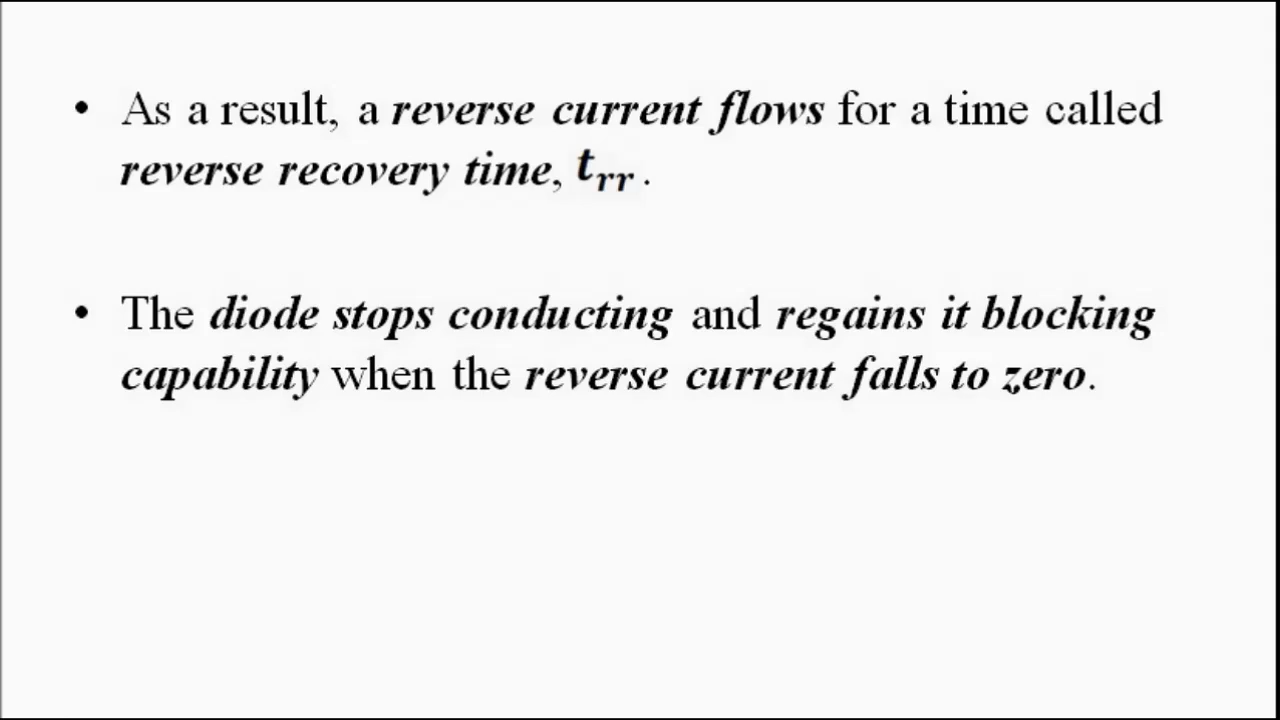 • As a result, a reverse current flows for a time called
reverse recovery time, trr .
• The diode stops conducting and regains it blocking
capability when the reverse current falls to zero.